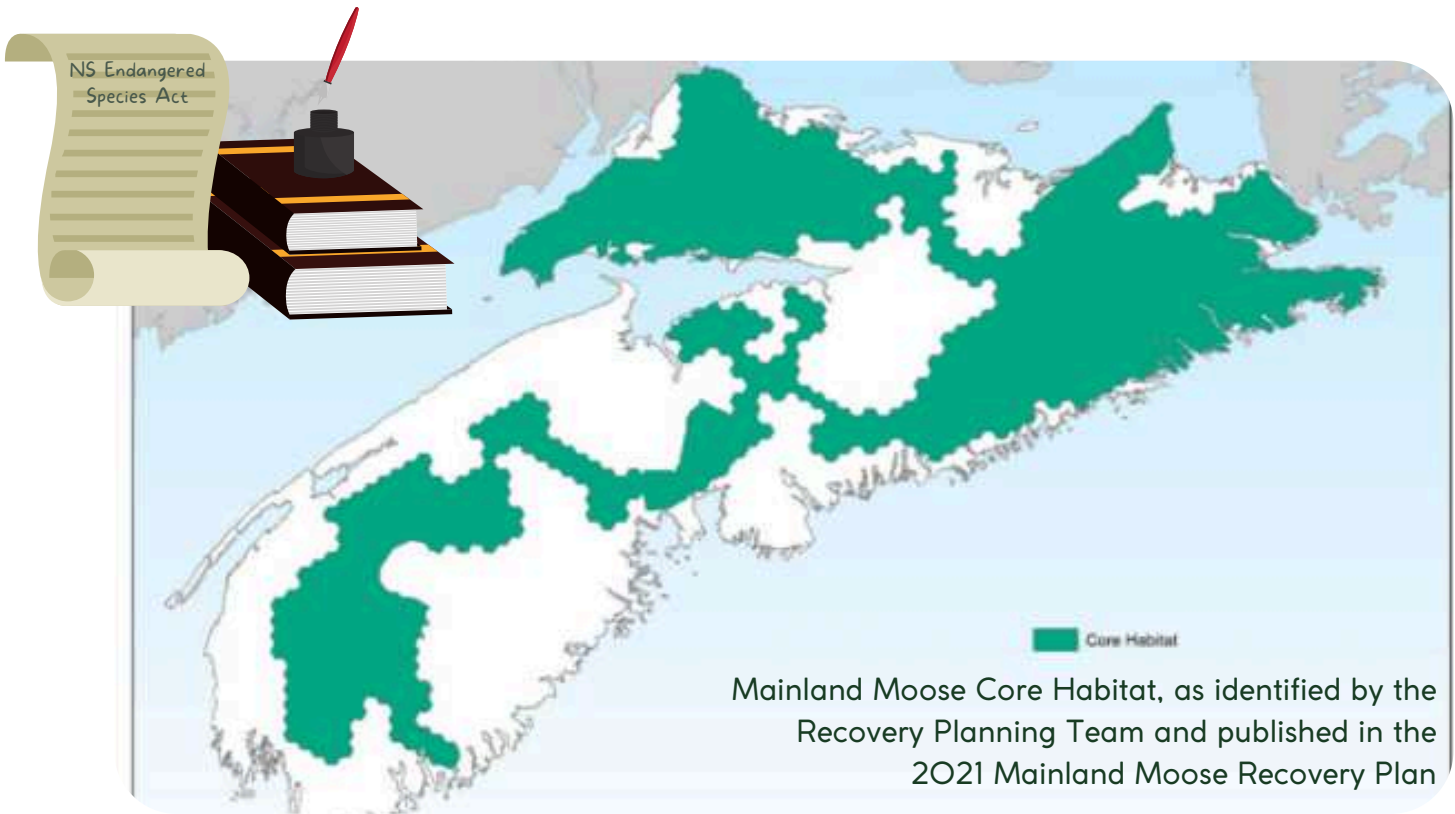 NS Endangered
Species Act
Core Habitat
Mainland Moose Core Habitat, as identified by the
Recovery Planning Team and published in the
2021 Mainland Moose Recovery Plan